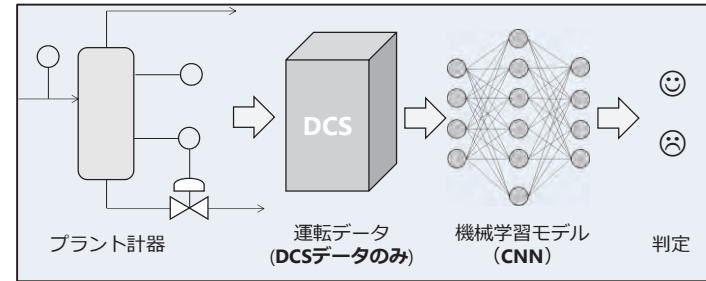 DCS
プラント計器
運転データ
(DCSデータのみ)
機械学習モデル
（CNN）
判定